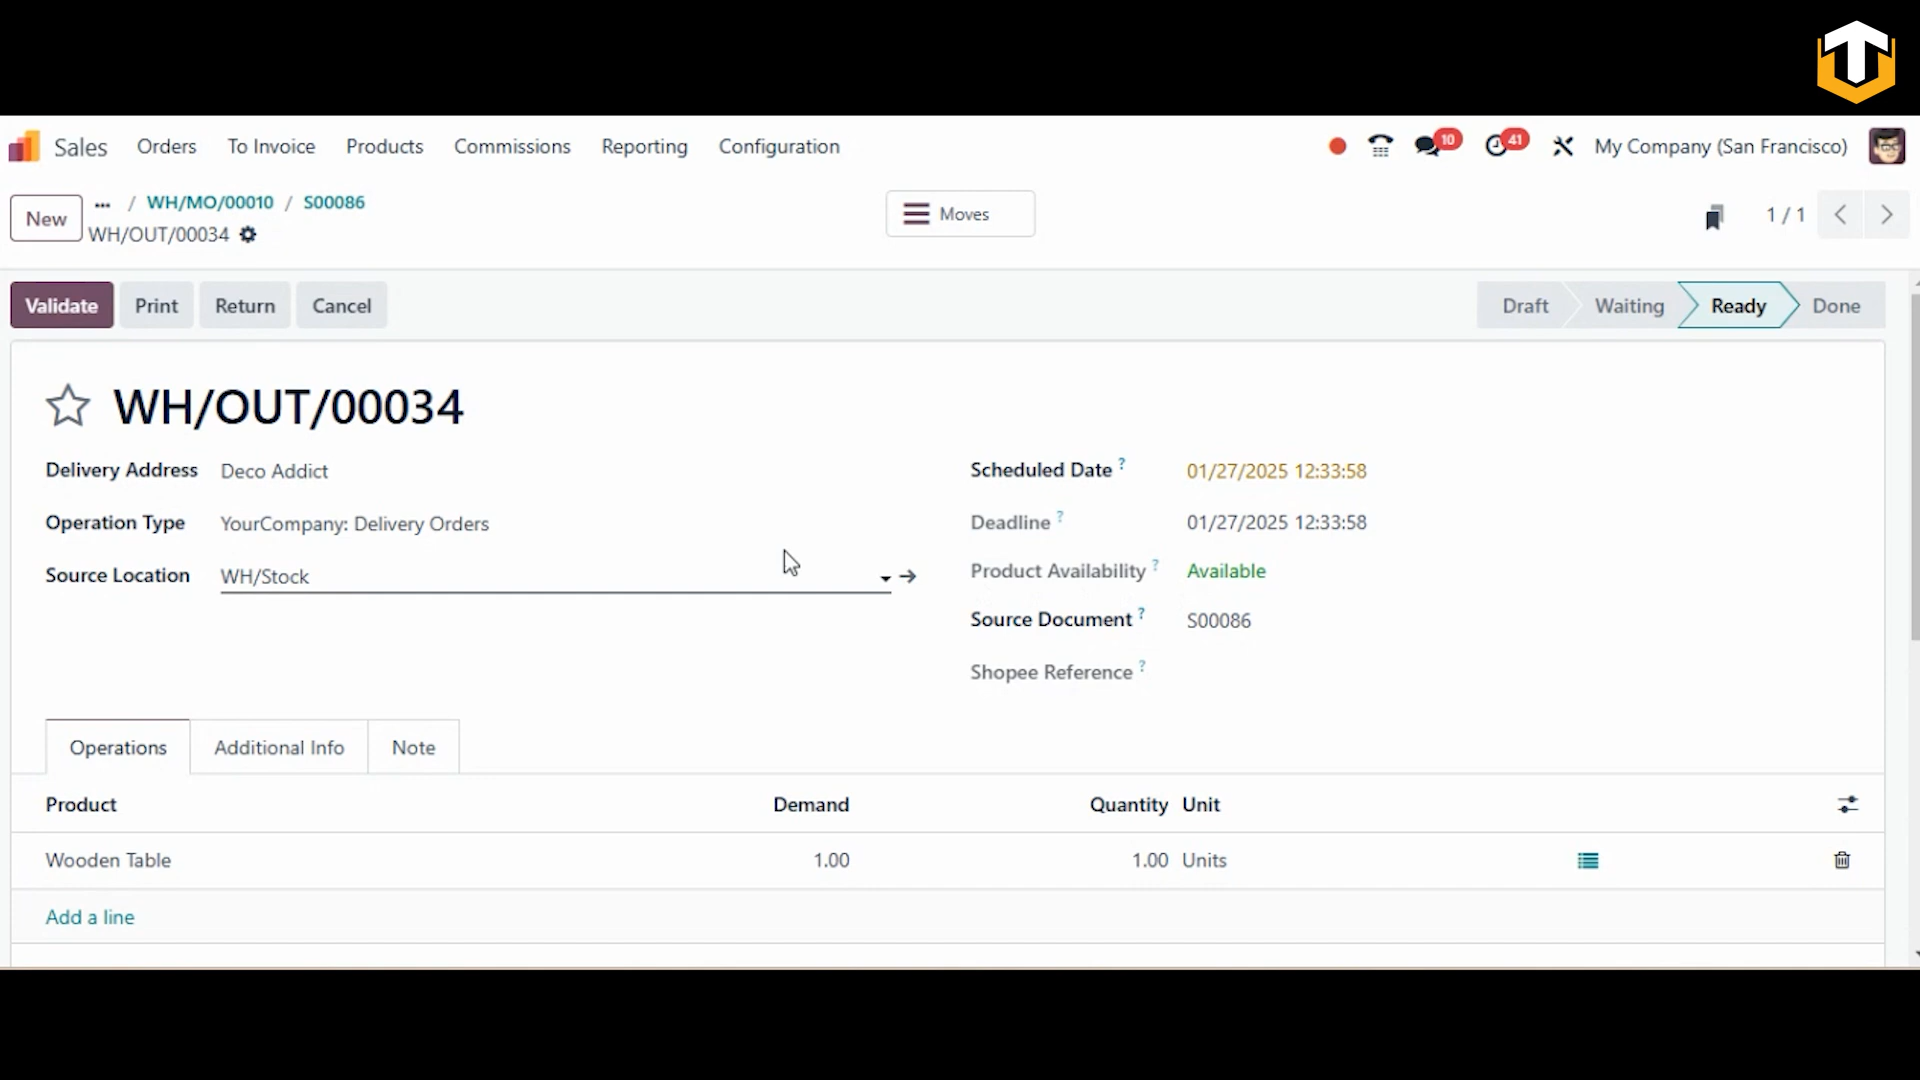 Sales Orders To Invoice Products Commissions Reporting Configuration 10 41 My Company (San Francisco)
New ... / WH/MO/00010 / S00086
WH/OUT/00034
Moves
1 / 1
Validate Print Return Cancel Draft Waiting Ready Done
WH/OUT/00034
Delivery Address Deco Addict
Operation Type YourCompany: Delivery Orders
Source Location WH/Stock
Scheduled Date ? 01/27/2025 12:33:58
Deadline ? 01/27/2025 12:33:58
Product Availability ? Available
Source Document ? S00086
Shopee Reference ?
Operations Additional Info Note
Product Demand Quantity Unit
Wooden Table 1.00 1.00 Units
Add a line